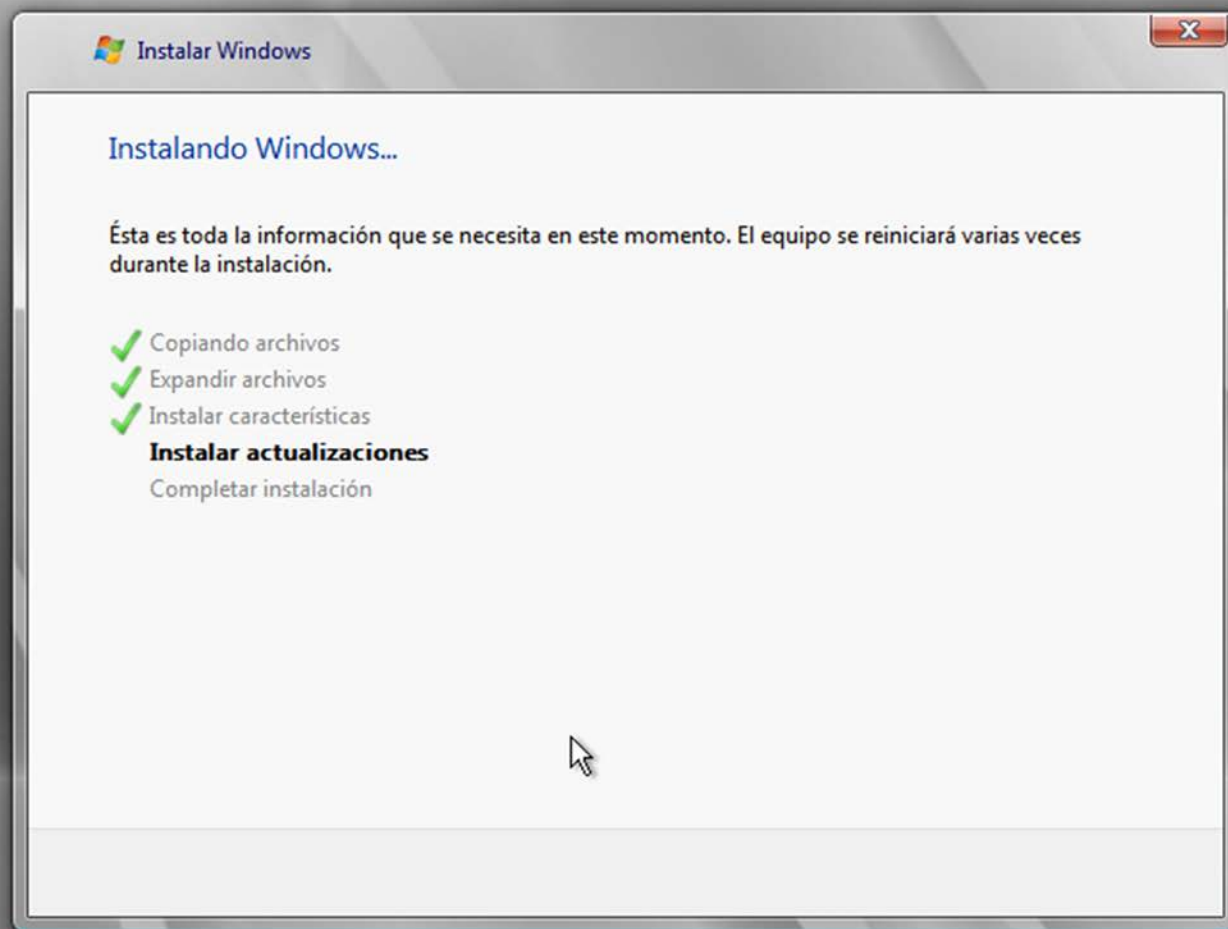 Instalar Windows
Instalando Windows...
Ésta es toda la información que se necesita en este momento. El equipo se reiniciará varias veces
durante la instalación.
Copiando archivos
Expandir archivos
Instalar características
Instalar actualizaciones
Completar instalación